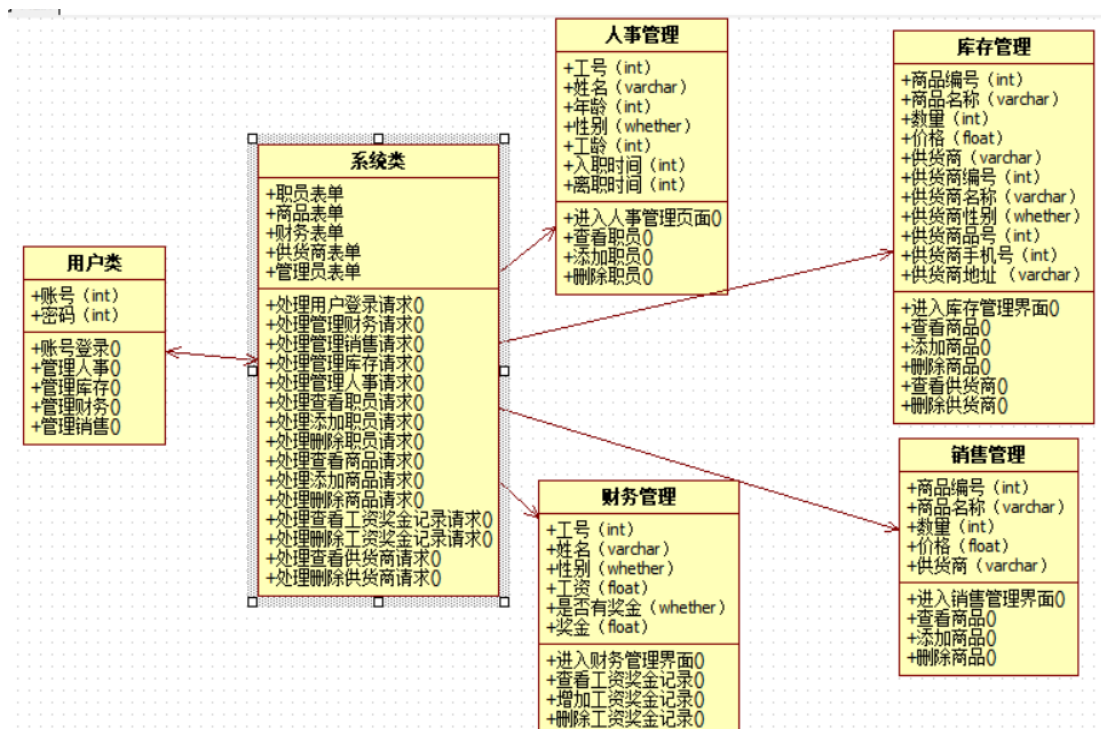 用户类
+账号（int）
+密码（int）
+账号登录()
+管理人事()
+管理库存()
+管理财务()
+管理销售()
系统类
+职员表单
+商品表单
+财务表单
+供货商表单
+管理员表单
+处理用户登录请求()
+处理管理财务请求()
+处理管理销售请求()
+处理管理库存请求()
+处理管理人事请求()
+处理查看职员请求()
+处理添加职员请求()
+处理删除职员请求()
+处理查看商品请求()
+处理添加商品请求()
+处理删除商品请求()
+处理查看工资奖金记录请求()
+处理删除工资奖金记录请求()
+处理查看供货商请求()
+处理删除供货商请求()
人事管理
+工号（int）
+姓名（varchar）
+年龄（int）
+性别（whether）
+工龄（int）
+入职时间（int）
+离职时间（int）
+进入人事管理页面()
+查看职员()
+添加职员()
+删除职员()
财务管理
+工号（int）
+姓名（varchar）
+性别（whether）
+工资（float）
+是否有奖金（whether）
+奖金（float）
+进入财务管理界面()
+查看工资奖金记录()
+增加工资奖金记录()
+删除工资奖金记录()
库存管理
+商品编号（int）
+商品名称（varchar）
+数量（int）
+价格（float）
+供货商（varchar）
+供货商编号（int）
+供货商名称（varchar）
+供货商性别（whether）
+供货商品号（int）
+供货商手机号（int）
+供货商地址（varchar）
+进入库存管理界面()
+查看商品()
+添加商品()
+删除商品()
+查看供货商()
+删除供货商()
销售管理
+商品编号（int）
+商品名称（varchar）
+数量（int）
+价格（float）
+供货商（varchar）
+进入销售管理界面()
+查看商品()
+添加商品()
+删除商品()